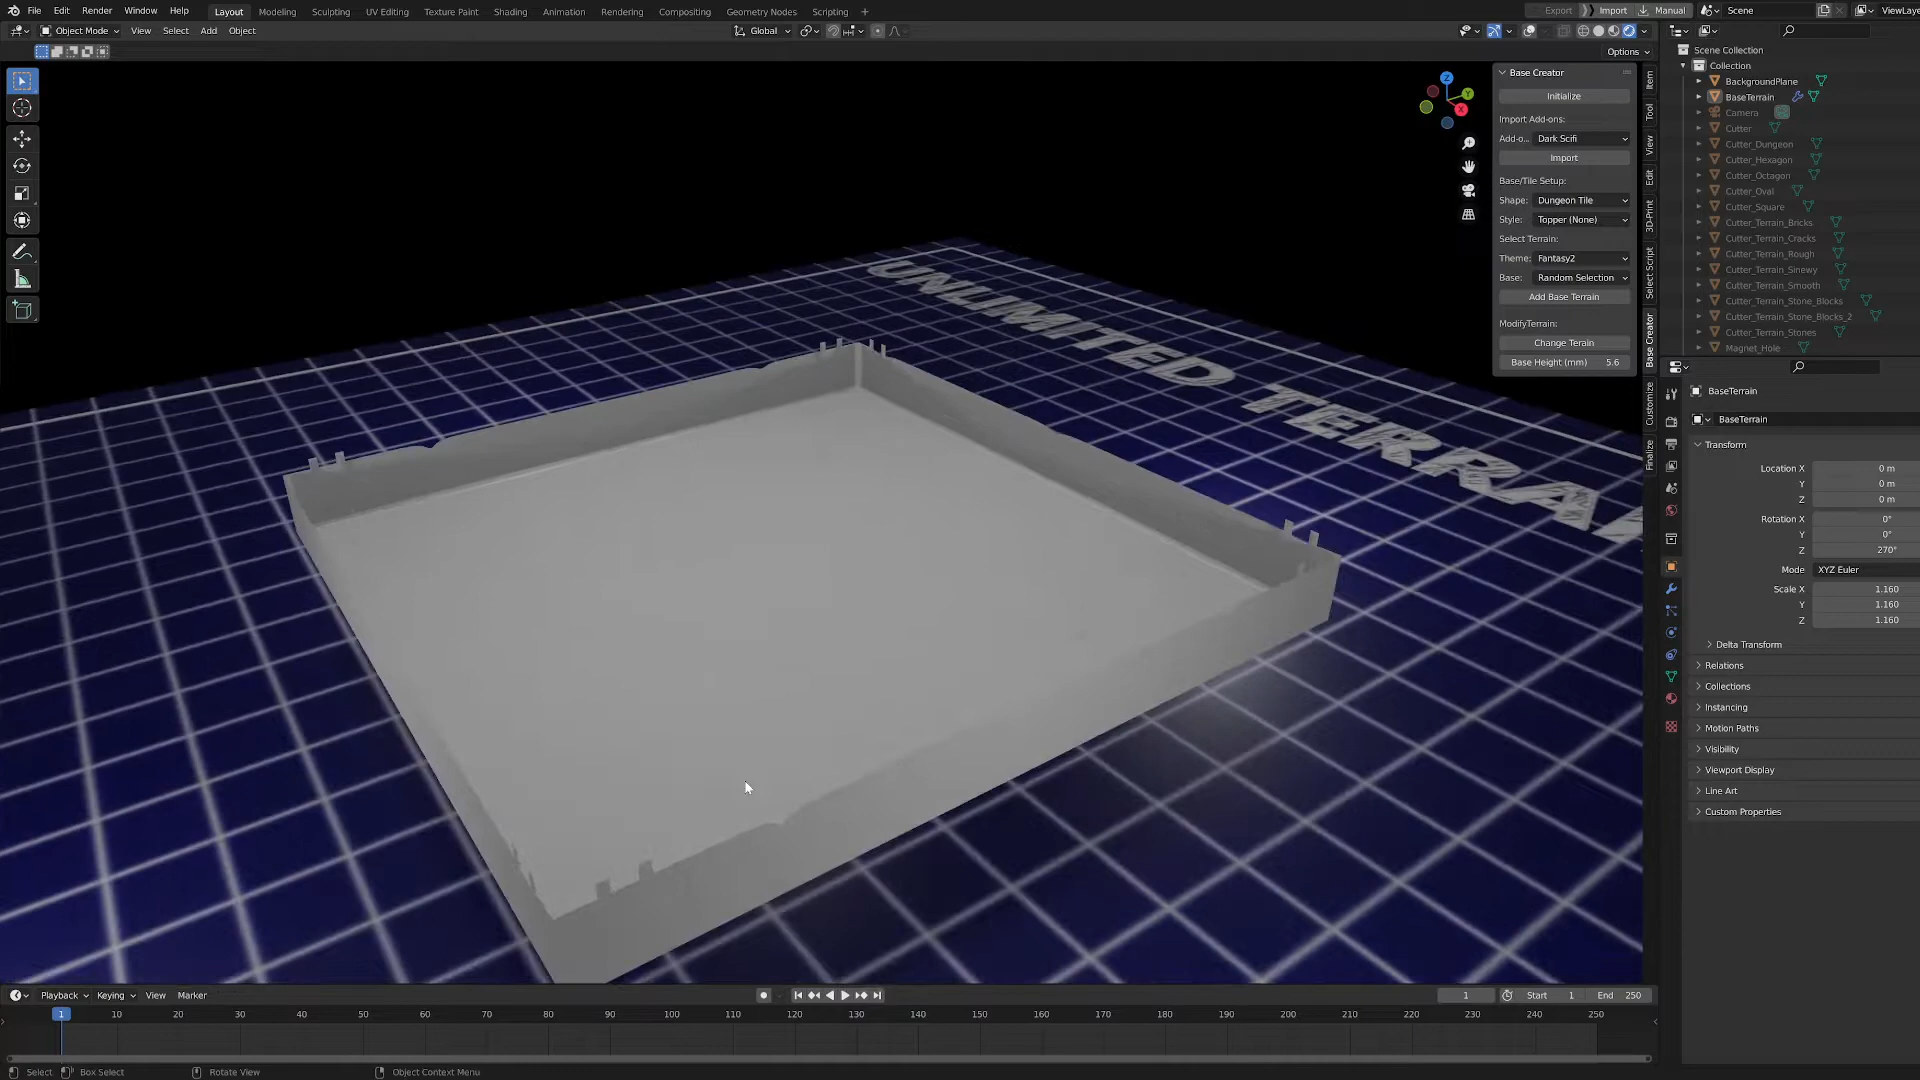 File Edit Render Window Help Layout Modeling Sculpting UV Editing Texture Paint Shading Animation Rendering Compositing Geometry Nodes Scripting + Export Import Manual Scene ViewLaye
Object Mode View Select Add Object Global
Options
Base Creator
Initialize
Import Add-ons:
Add-o... Dark Scifi
Import
Base/Tile Setup:
Shape: Dungeon Tile
Style: Topper (None)
Select Terrain:
Theme: Fantasy2
Base: Random Selection
Add Base Terrain
ModifyTerrain:
Change Terain
Base Height (mm) 5.6
Item
Tool
View
Edit
3D-Print
Select Script
Base Creator
Customize
Finalize
Z
Y
X
UNLIMITED TERRA
Scene Collection
Collection
BackgroundPlane
BaseTerrain
Camera
Cutter
Cutter_Dungeon
Cutter_Hexagon
Cutter_Octagon
Cutter_Oval
Cutter_Square
Cutter_Terrain_Bricks
Cutter_Terrain_Cracks
Cutter_Terrain_Rough
Cutter_Terrain_Sinewy
Cutter_Terrain_Smooth
Cutter_Terrain_Stone_Blocks
Cutter_Terrain_Stone_Blocks_2
Cutter_Terrain_Stones
Magnet_Hole
BaseTerrain
BaseTerrain
Transform
Location X 0 m
Y 0 m
Z 0 m
Rotation X 0°
Y 0°
Z 270°
Mode XYZ Euler
Scale X 1.160
Y 1.160
Z 1.160
Delta Transform
Relations
Collections
Instancing
Motion Paths
Visibility
Viewport Display
Line Art
Custom Properties
Playback Keying View Marker 1 Start 1 End 250
1 10 20 30 40 50 60 70 80 90 100 110 120 130 140 150 160 170 180 190 200 210 220 230 240 250
Select Box Select Rotate View Object Context Menu